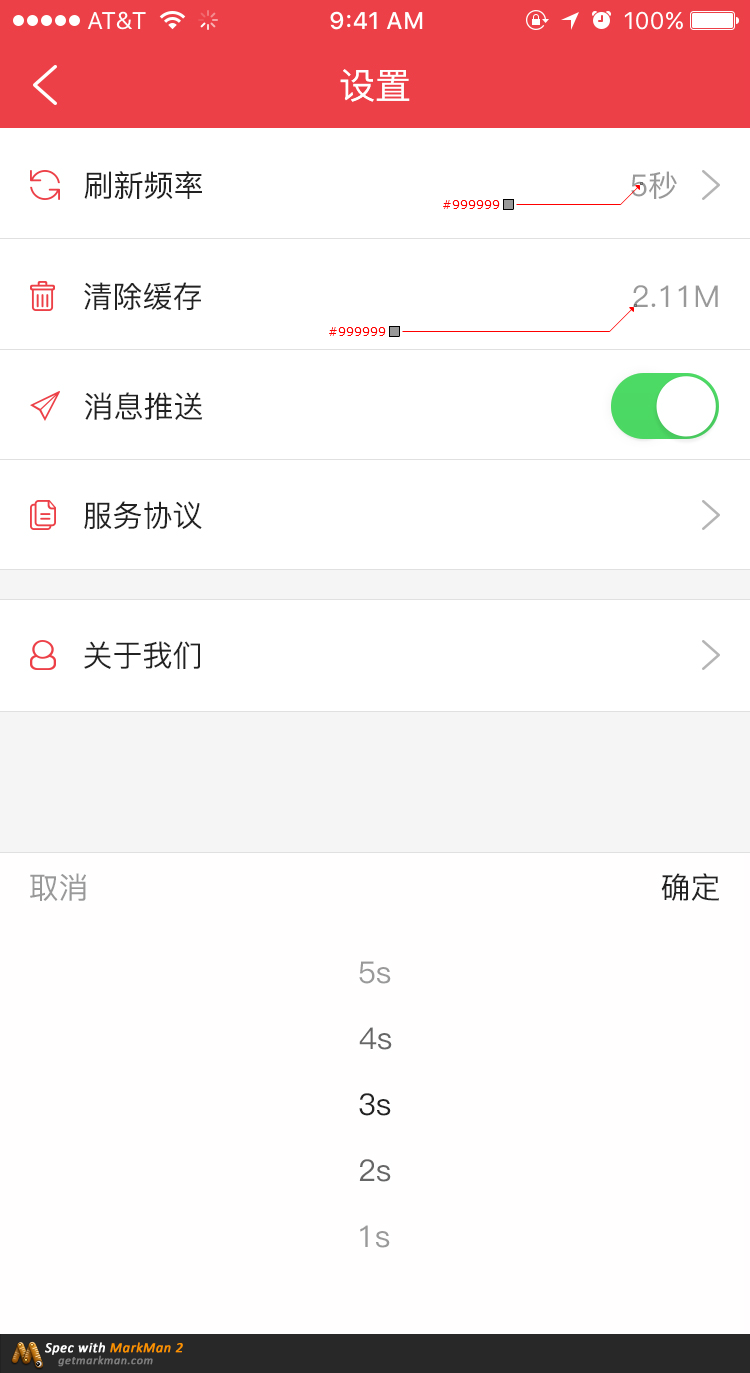 AT&T 9:41 AM 100%
设置
刷新频率 5秒
#999999
清除缓存 2.11M
#999999
消息推送
服务协议
关于我们
取消 确定
5s
4s
3s
2s
1s
Spec with MarkMan 2
getmarkman.com